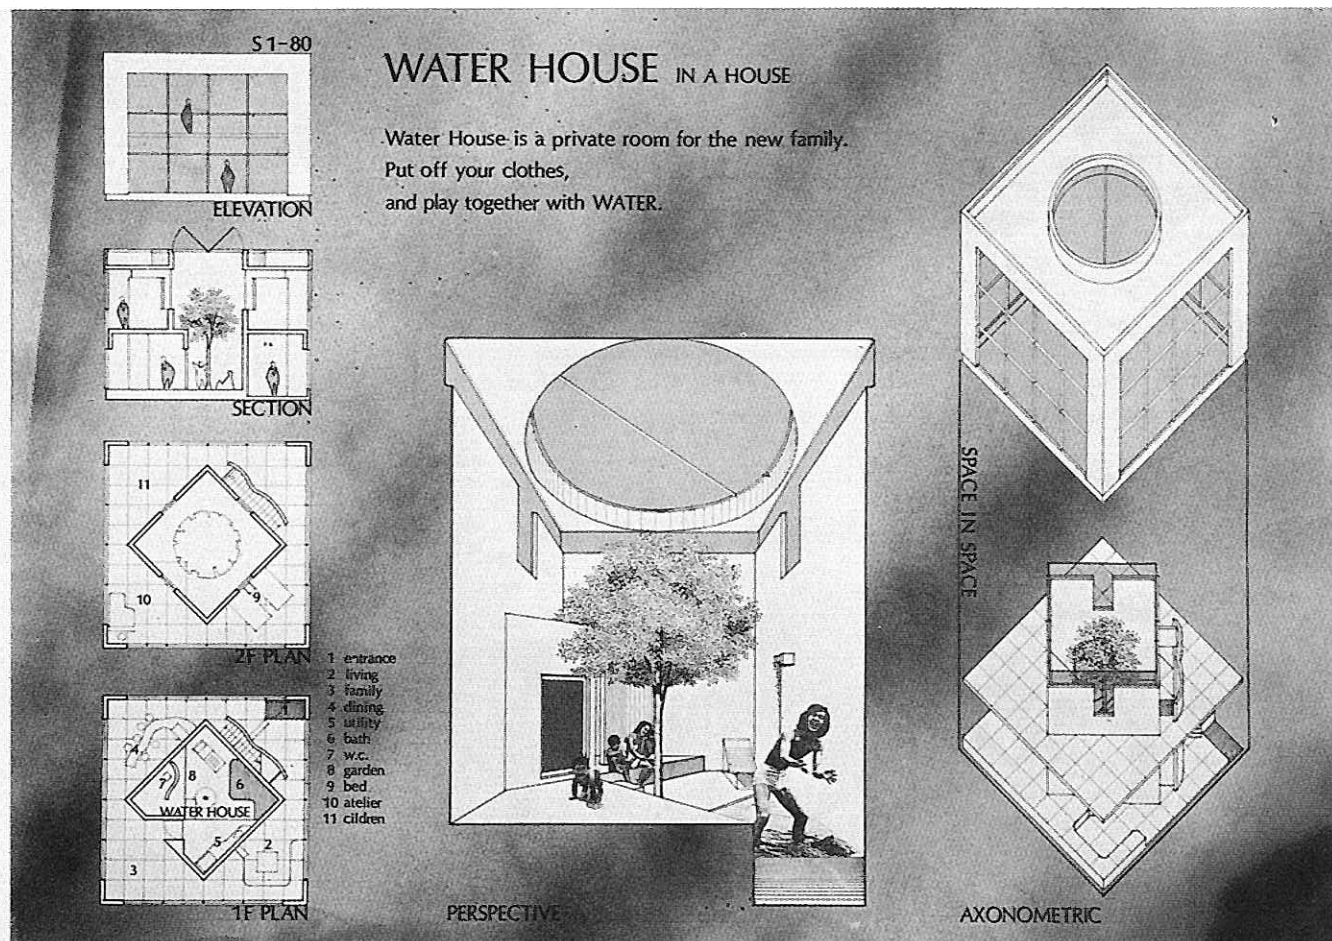 S 1-80
ELEVATION
SECTION
11
10
9
2F PLAN
1 entrance
2 living
3 family
4 dining
5 utility
6 bath
7 w.c.
8 garden
9 bed
10 atelier
11 cildren
1
4
7
8
6
WATER HOUSE
5
2
3
1F PLAN
WATER HOUSE IN A HOUSE
Water House is a private room for the new family.
Put off your clothes,
and play together with WATER.
PERSPECTIVE
SPACE IN SPACE
AXONOMETRIC